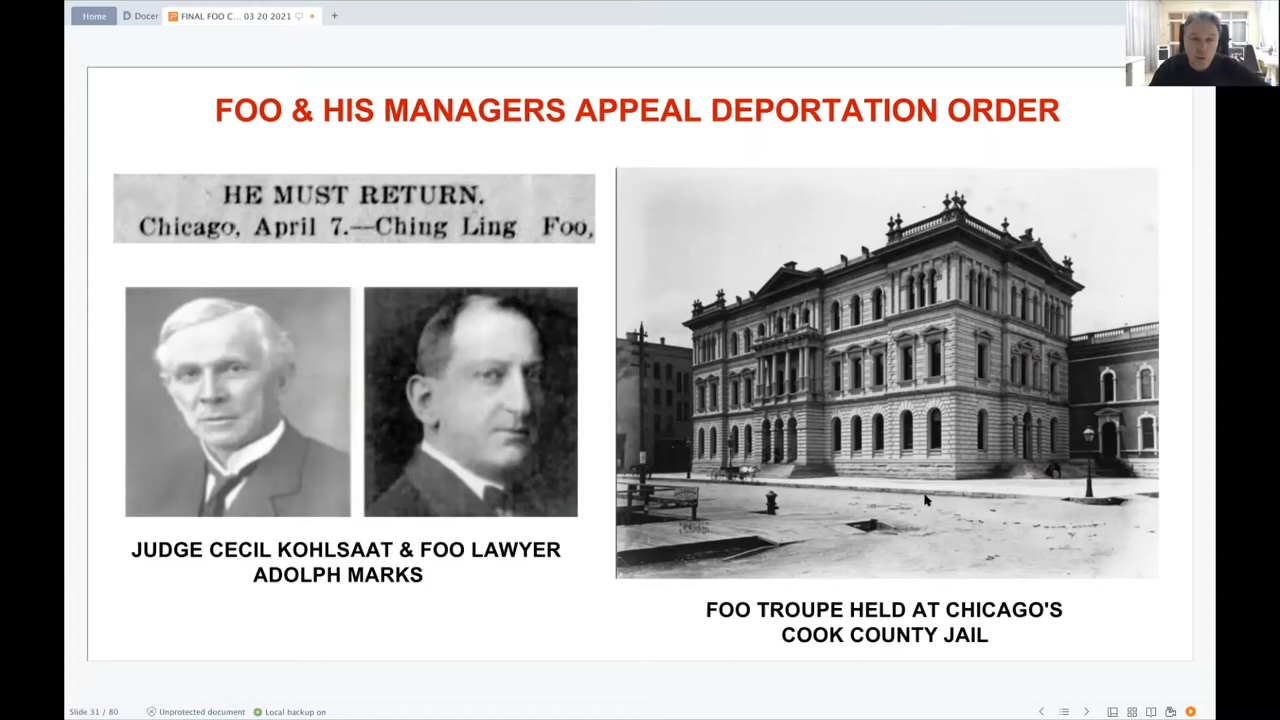 Home
Docer
FINAL FOO C... 03 20 2021
FOO & HIS MANAGERS APPEAL DEPORTATION ORDER
HE MUST RETURN.
Chicago, April 7.—Ching Ling Foo,
JUDGE CECIL KOHLSAAT & FOO LAWYER
ADOLPH MARKS
FOO TROUPE HELD AT CHICAGO'S
COOK COUNTY JAIL
Slide 31 / 80
Unprotected document
Local backup on